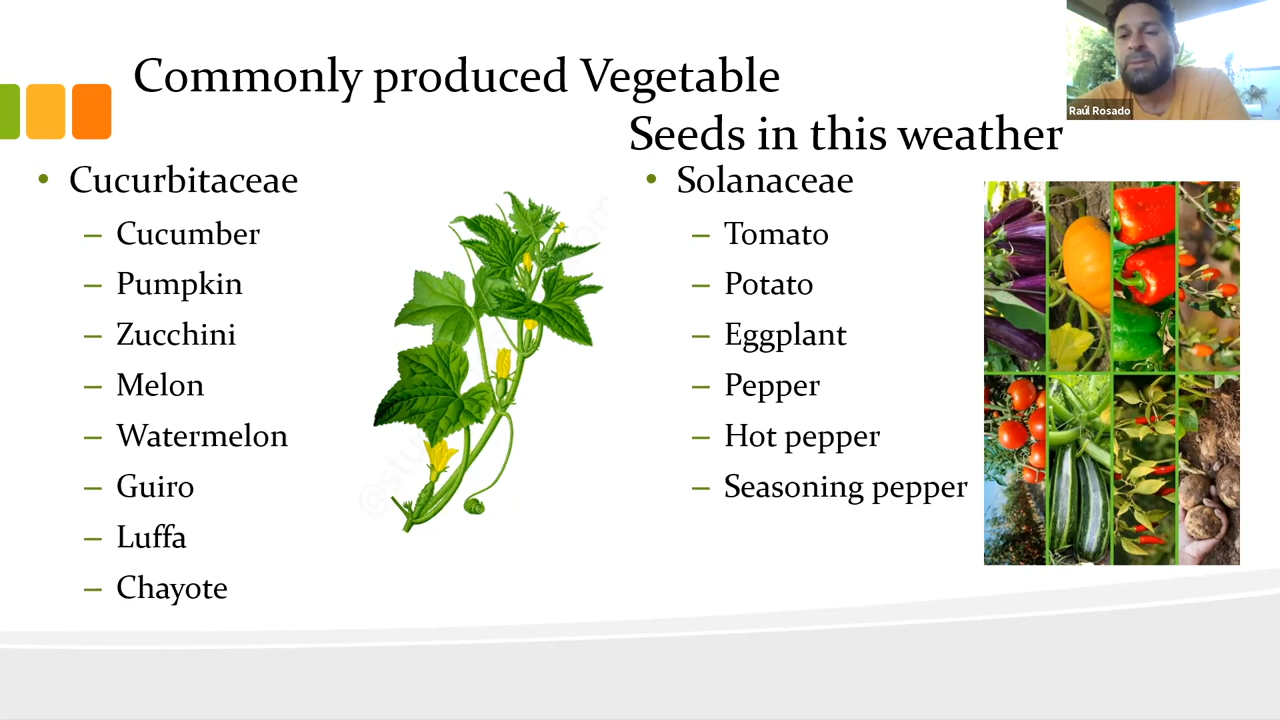 Commonly produced Vegetable
Seeds in this weather
Raúl Rosado
• Cucurbitaceae
– Cucumber
– Pumpkin
– Zucchini
– Melon
– Watermelon
– Guiro
– Luffa
– Chayote
• Solanaceae
– Tomato
– Potato
– Eggplant
– Pepper
– Hot pepper
– Seasoning pepper